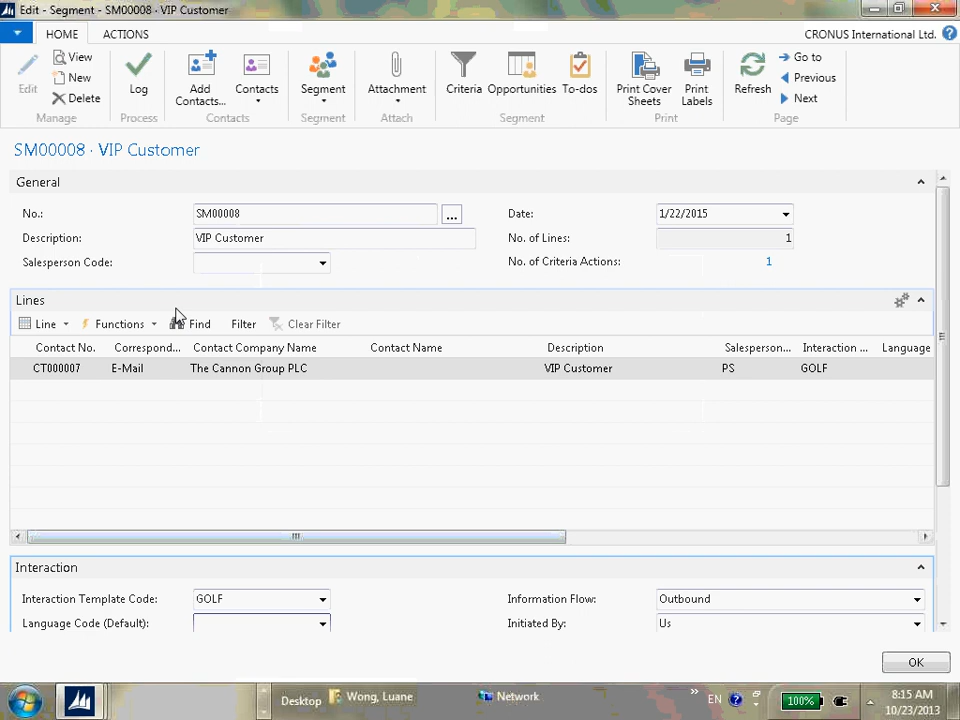 Edit - Segment - SM00008 · VIP Customer
HOME ACTIONS CRONUS International Ltd.
Edit View New Delete Manage
Log Process
Add Contacts... Contacts Contacts
Segment Segment
Attachment Attach
Criteria Opportunities To-dos Segment
Print Cover Sheets Print Labels Print
Refresh Go to Previous Next Page
SM00008 · VIP Customer
General
No.: SM00008 ... Date: 1/22/2015
Description: VIP Customer No. of Lines: 1
Salesperson Code: No. of Criteria Actions: 1
Lines
Line Functions Find Filter Clear Filter
Contact No. Correspond... Contact Company Name Contact Name Description Salesperson... Interaction ... Language
CT000007 E-Mail The Cannon Group PLC VIP Customer PS GOLF
Interaction
Interaction Template Code: GOLF Information Flow: Outbound
Language Code (Default): Initiated By: Us
OK
Desktop Wong, Luane Network EN 100% 8:15 AM
10/23/2013